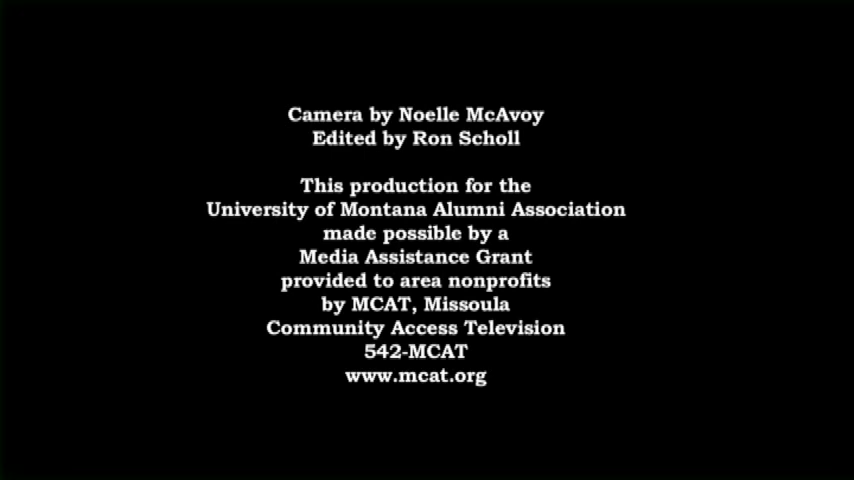 Camera by Noelle McAvoy
Edited by Ron Scholl
This production for the
University of Montana Alumni Association
made possible by a
Media Assistance Grant
provided to area nonprofits
by MCAT, Missoula
Community Access Television
542-MCAT
www.mcat.org